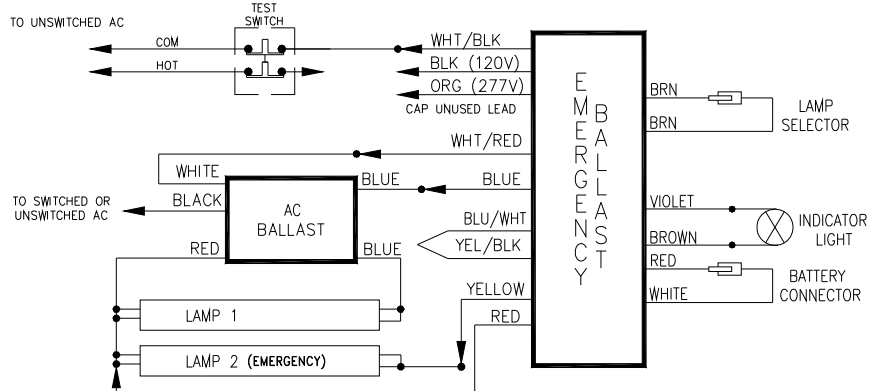 TEST
SWITCH
TO UNSWITCHED AC
COM
HOT
WHT/BLK
BLK (120V)
ORG (277V)
CAP UNUSED LEAD
WHT/RED
WHITE
BLUE
BLUE
BLACK
TO SWITCHED OR
UNSWITCHED AC
AC
BALLAST
BLU/WHT
YEL/BLK
RED
BLUE
YELLOW
RED
LAMP 1
LAMP 2 (EMERGENCY)
EMERGENCY
BALLAST
BRN
BRN
LAMP
SELECTOR
VIOLET
BROWN
INDICATOR
LIGHT
RED
WHITE
BATTERY
CONNECTOR